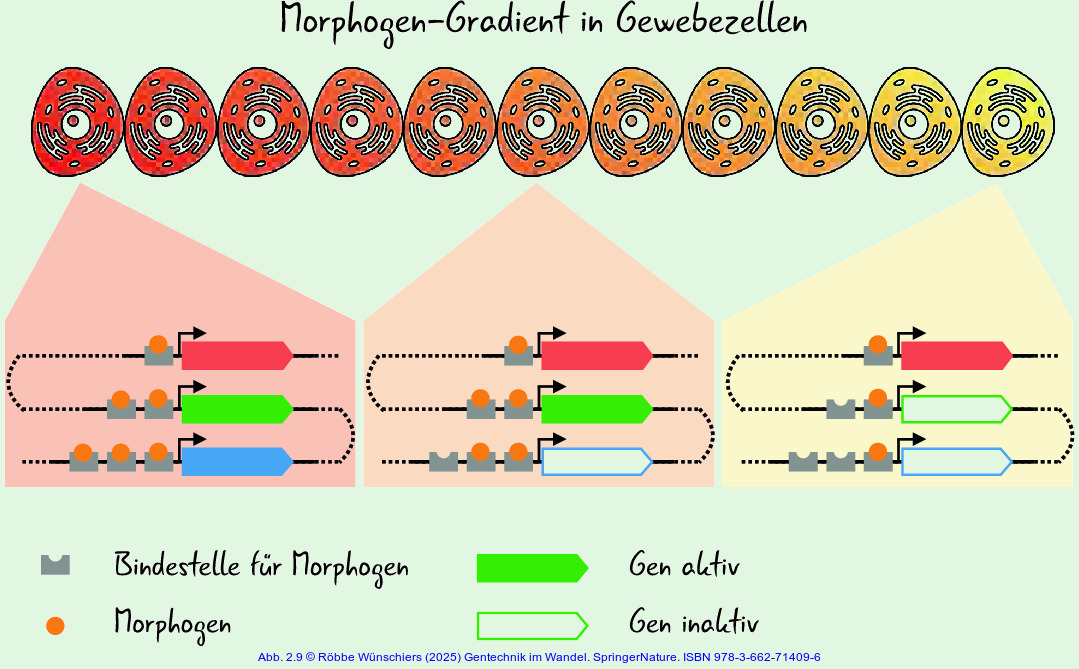 Morphogen-Gradient in Gewebezellen
Bindestelle für Morphogen
Gen aktiv
Morphogen
Gen inaktiv
Abb. 2.9 © Röbbe Wünschiers (2025) Gentechnik im Wandel. SpringerNature. ISBN 978-3-662-71409-6